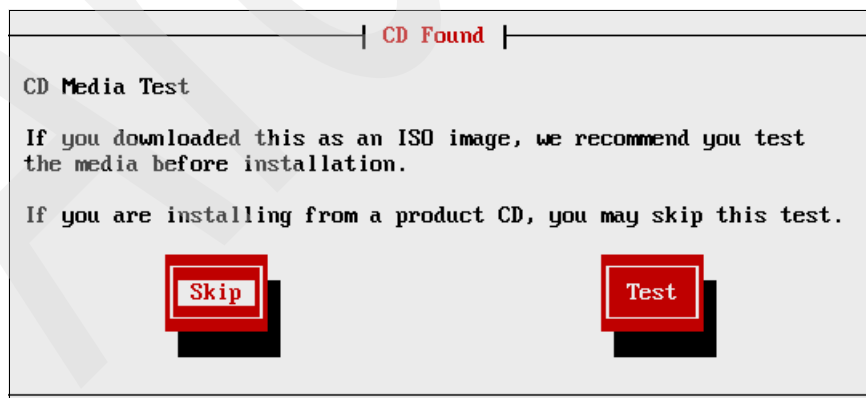 CD Found
CD Media Test
If you downloaded this as an ISO image, we recommend you test
the media before installation.
If you are installing from a product CD, you may skip this test.
Skip Test